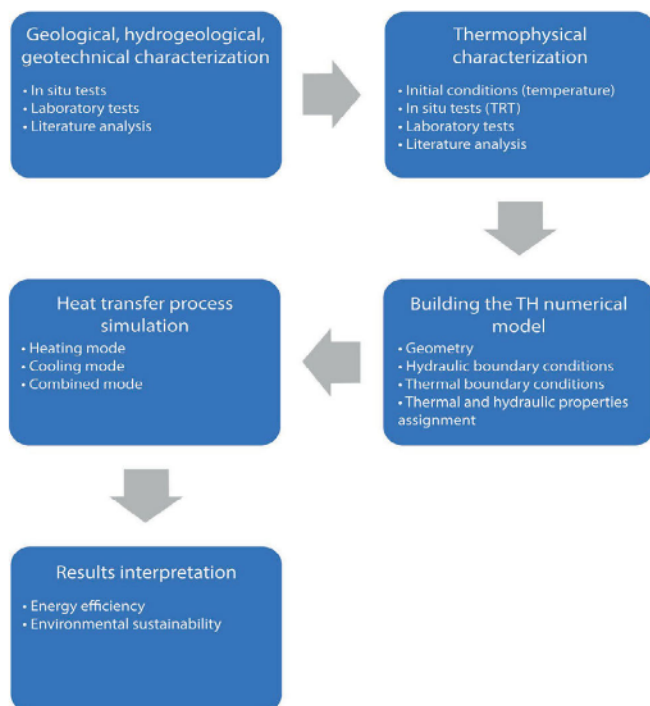 Geological, hydrogeological,
geotechnical characterization
• In situ tests
• Laboratory tests
• Literature analysis
Thermophysical
characterization
• Initial conditions (temperature)
• In situ tests (TRT)
• Laboratory tests
• Literature analysis
Building the TH numerical
model
• Geometry
• Hydraulic boundary conditions
• Thermal boundary conditions
• Thermal and hydraulic properties
assignment
Heat transfer process
simulation
• Heating mode
• Cooling mode
• Combined mode
Results interpretation
• Energy efficiency
• Environmental sustainability